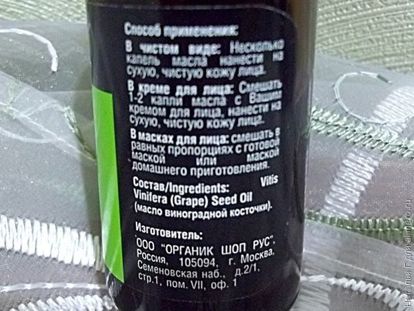 Способ применения:
В чистом виде: Несколько
капель масла нанести на
сухую, чистую кожу лица.
В креме для лица: Смешать
1-2 капли масла с Вашим
кремом для лица, нанести на
сухую, чистую кожу лица.
В масках для лица: смешать в
равных пропорциях с готовой
маской или маской
домашнего приготовления.
Состав/Ingredients: Vitis
Vinifera (Grape) Seed Oil
(масло виноградной косточки).
Изготовитель:
ООО "ОРГАНИК ШОП РУС",
Россия, 105094, г. Москва,
Семеновская наб., д.2/1,
стр.1, пом. VII, оф. 1